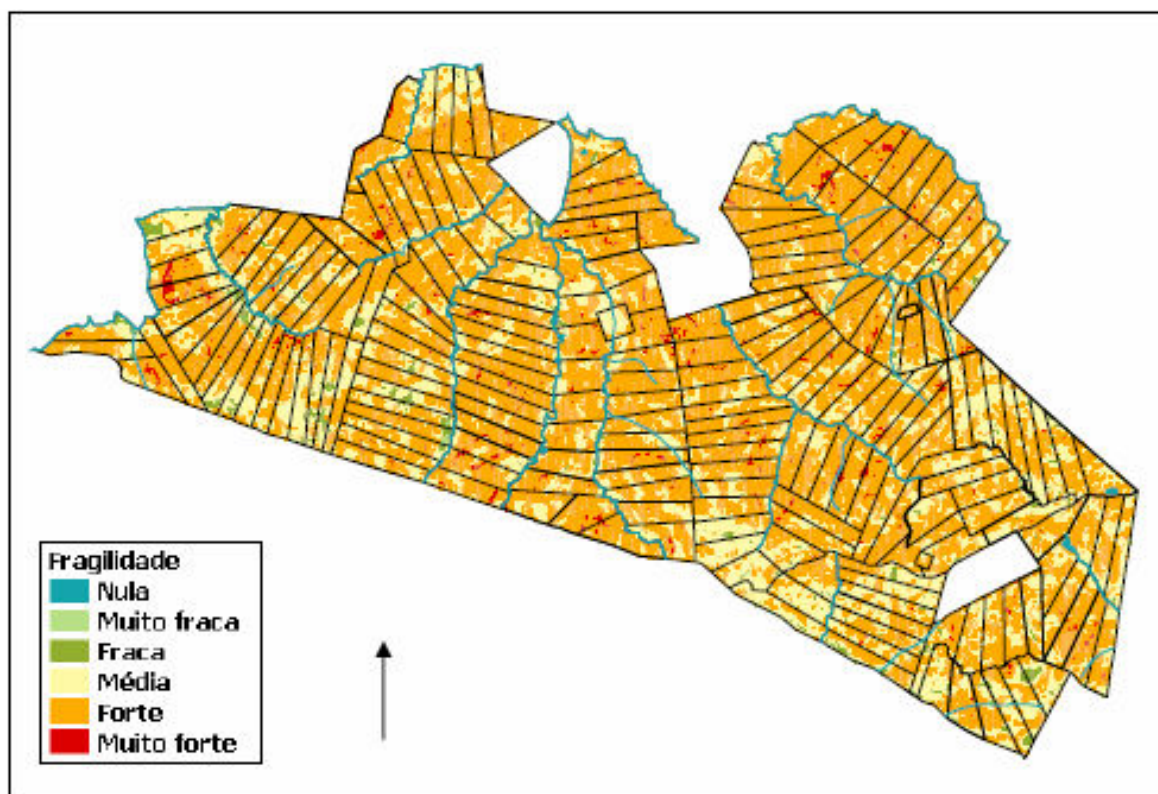 Fragilidade
Nula
Muito fraca
Fraca
Média
Forte
Muito forte